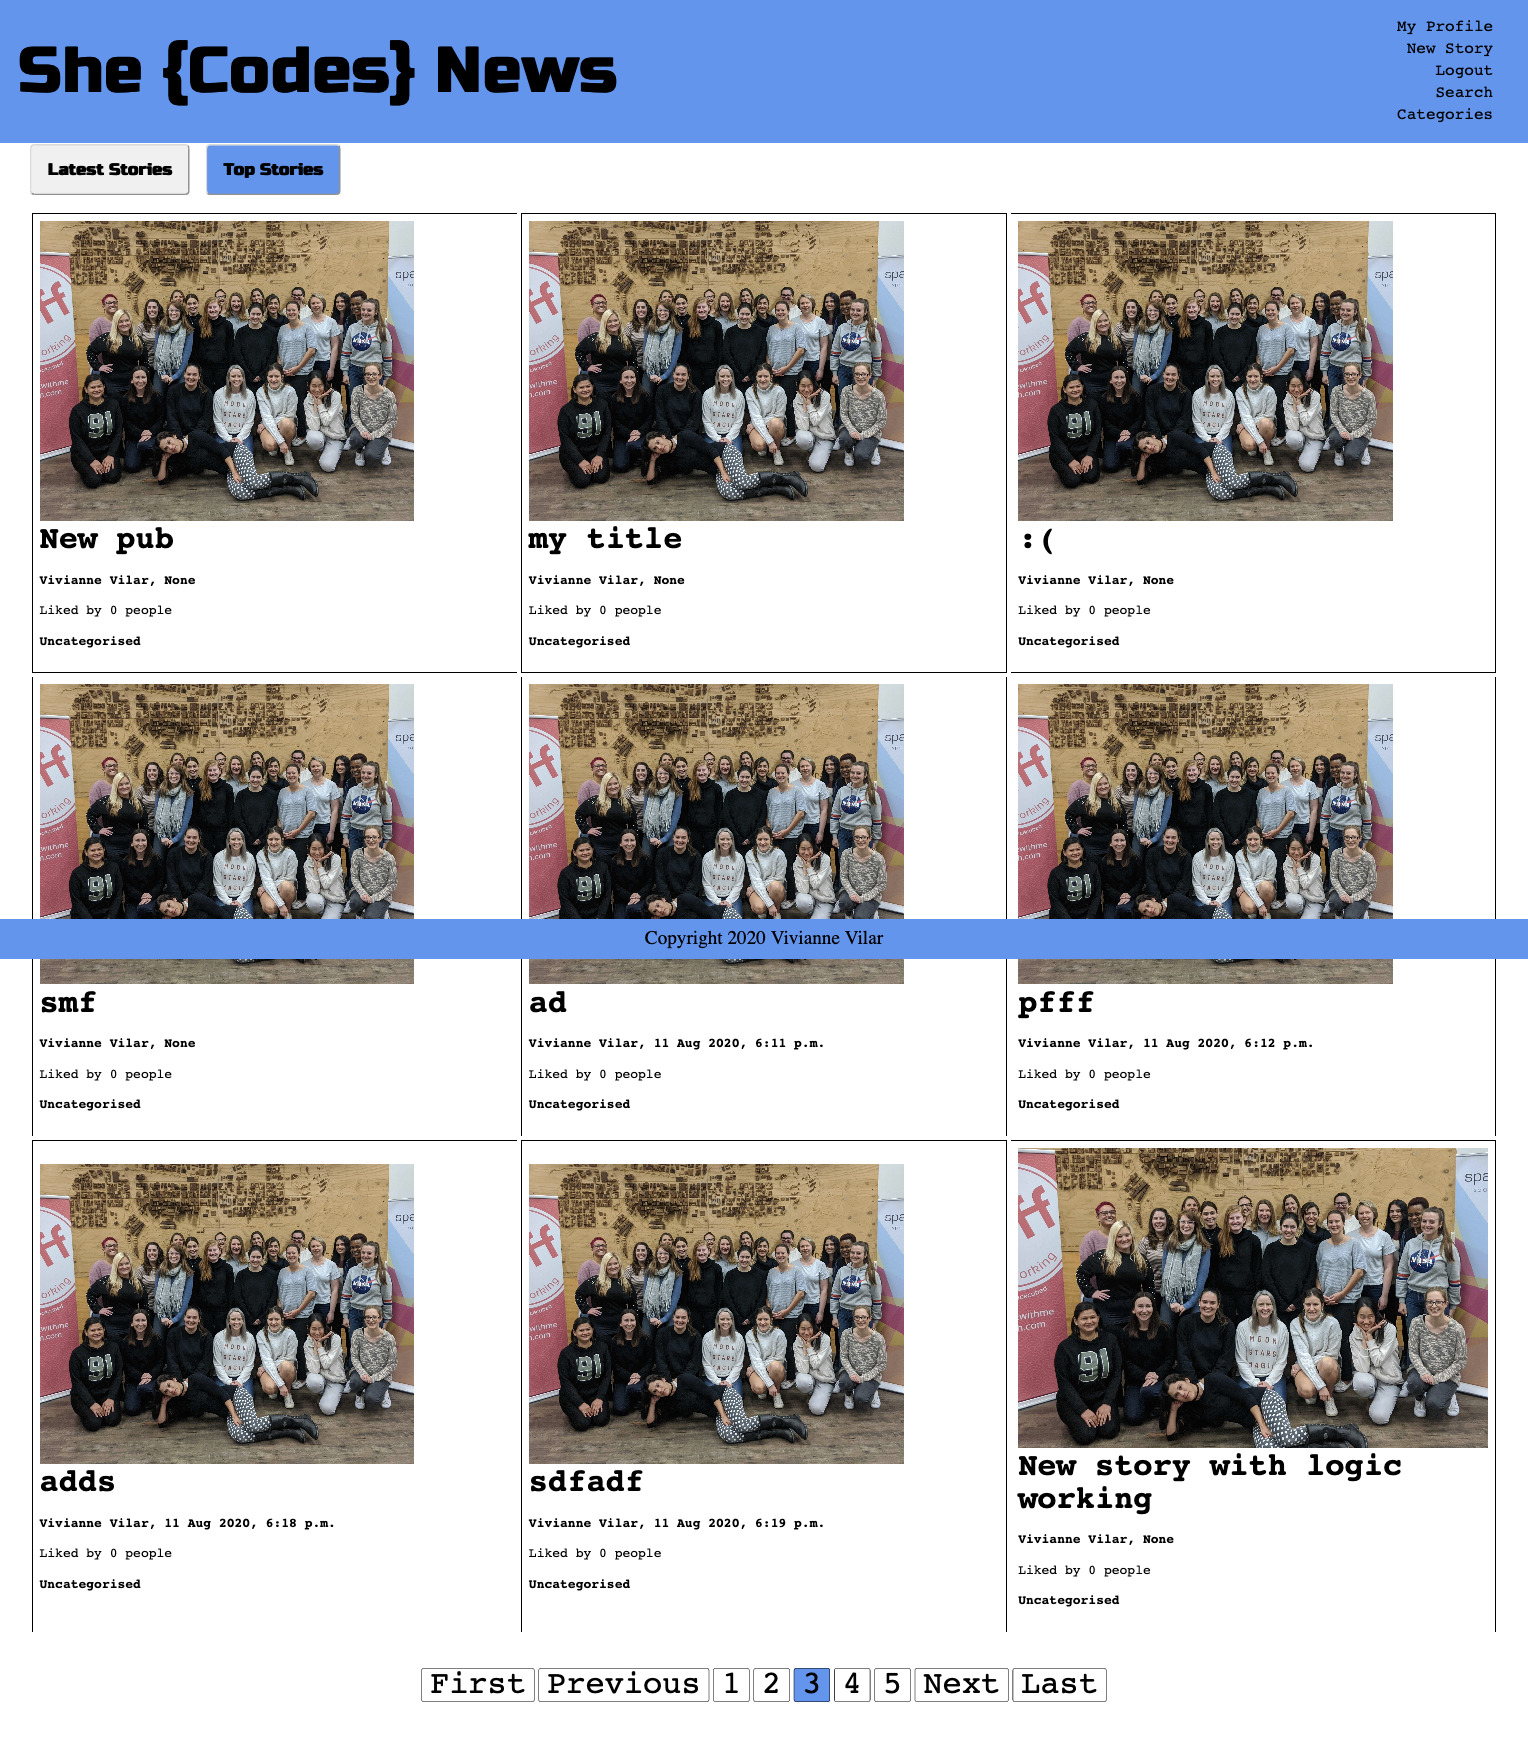 She {Codes} News
My Profile
New Story
Logout
Search
Categories
Latest Stories
Top Stories
New pub
Vivianne Vilar, None
Liked by 0 people
Uncategorised
my title
Vivianne Vilar, None
Liked by 0 people
Uncategorised
:(
Vivianne Vilar, None
Liked by 0 people
Uncategorised
Copyright 2020 Vivianne Vilar
smf
Vivianne Vilar, None
Liked by 0 people
Uncategorised
ad
Vivianne Vilar, 11 Aug 2020, 6:11 p.m.
Liked by 0 people
Uncategorised
pfff
Vivianne Vilar, 11 Aug 2020, 6:12 p.m.
Liked by 0 people
Uncategorised
adds
Vivianne Vilar, 11 Aug 2020, 6:18 p.m.
Liked by 0 people
Uncategorised
sdfadf
Vivianne Vilar, 11 Aug 2020, 6:19 p.m.
Liked by 0 people
Uncategorised
New story with logic
working
Vivianne Vilar, None
Liked by 0 people
Uncategorised
First Previous 1 2 3 4 5 Next Last